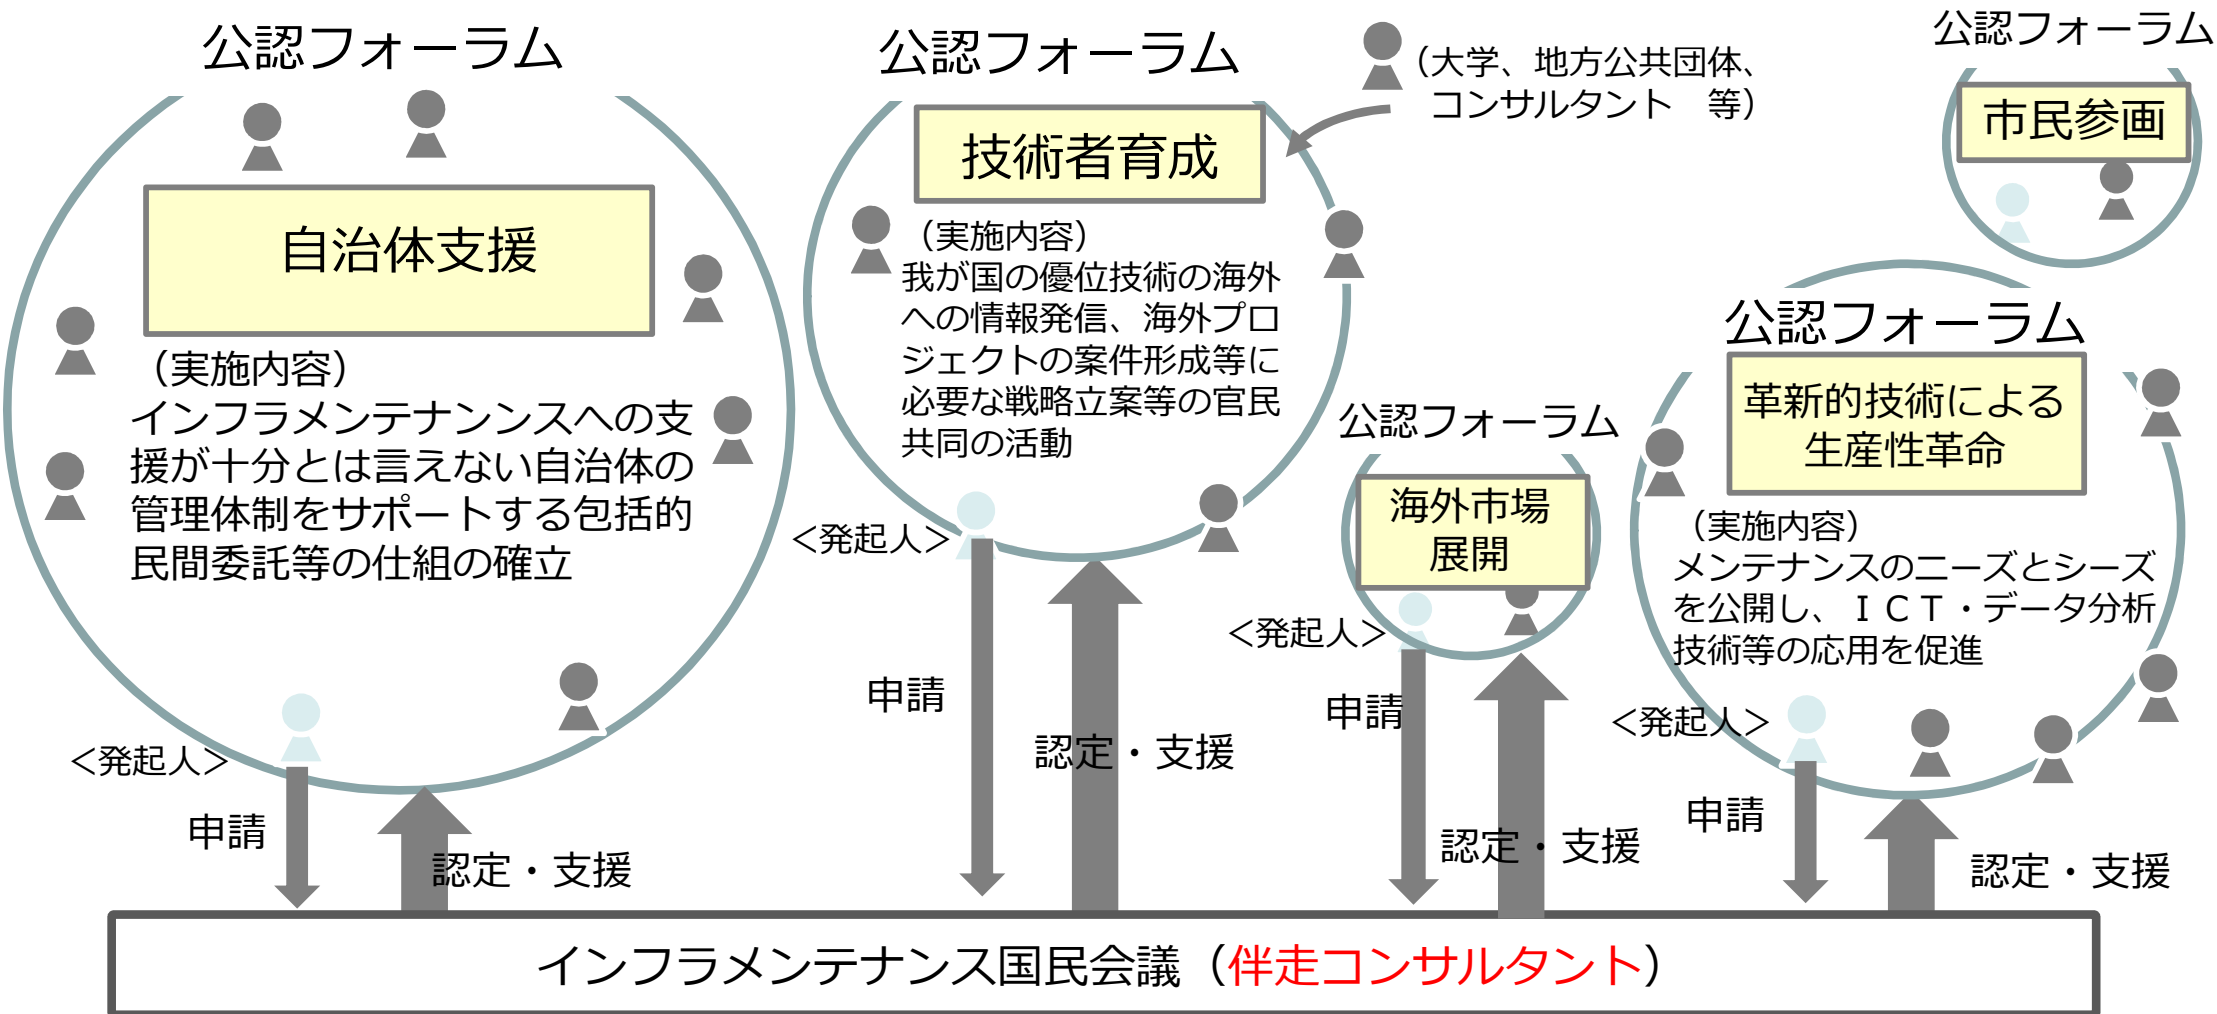 公認フォーラム
自治体支援
（実施内容）
インフラメンテナンンスへの支
援が十分とは言えない自治体の
管理体制をサポートする包括的
民間委託等の仕組の確立
＜発起人＞
申請
認定・支援
公認フォーラム
技術者育成
（大学、地方公共団体、
コンサルタント　等）
（実施内容）
我が国の優位技術の海外
への情報発信、海外プロ
ジェクトの案件形成等に
必要な戦略立案等の官民
共同の活動
＜発起人＞
申請
認定・支援
公認フォーラム
海外市場
展開
＜発起人＞
申請
認定・支援
公認フォーラム
市民参画
公認フォーラム
革新的技術による
生産性革命
（実施内容）
メンテナンスのニーズとシーズ
を公開し、ＩＣＴ・データ分析
技術等の応用を促進
＜発起人＞
申請
認定・支援
インフラメンテナンス国民会議（伴走コンサルタント）